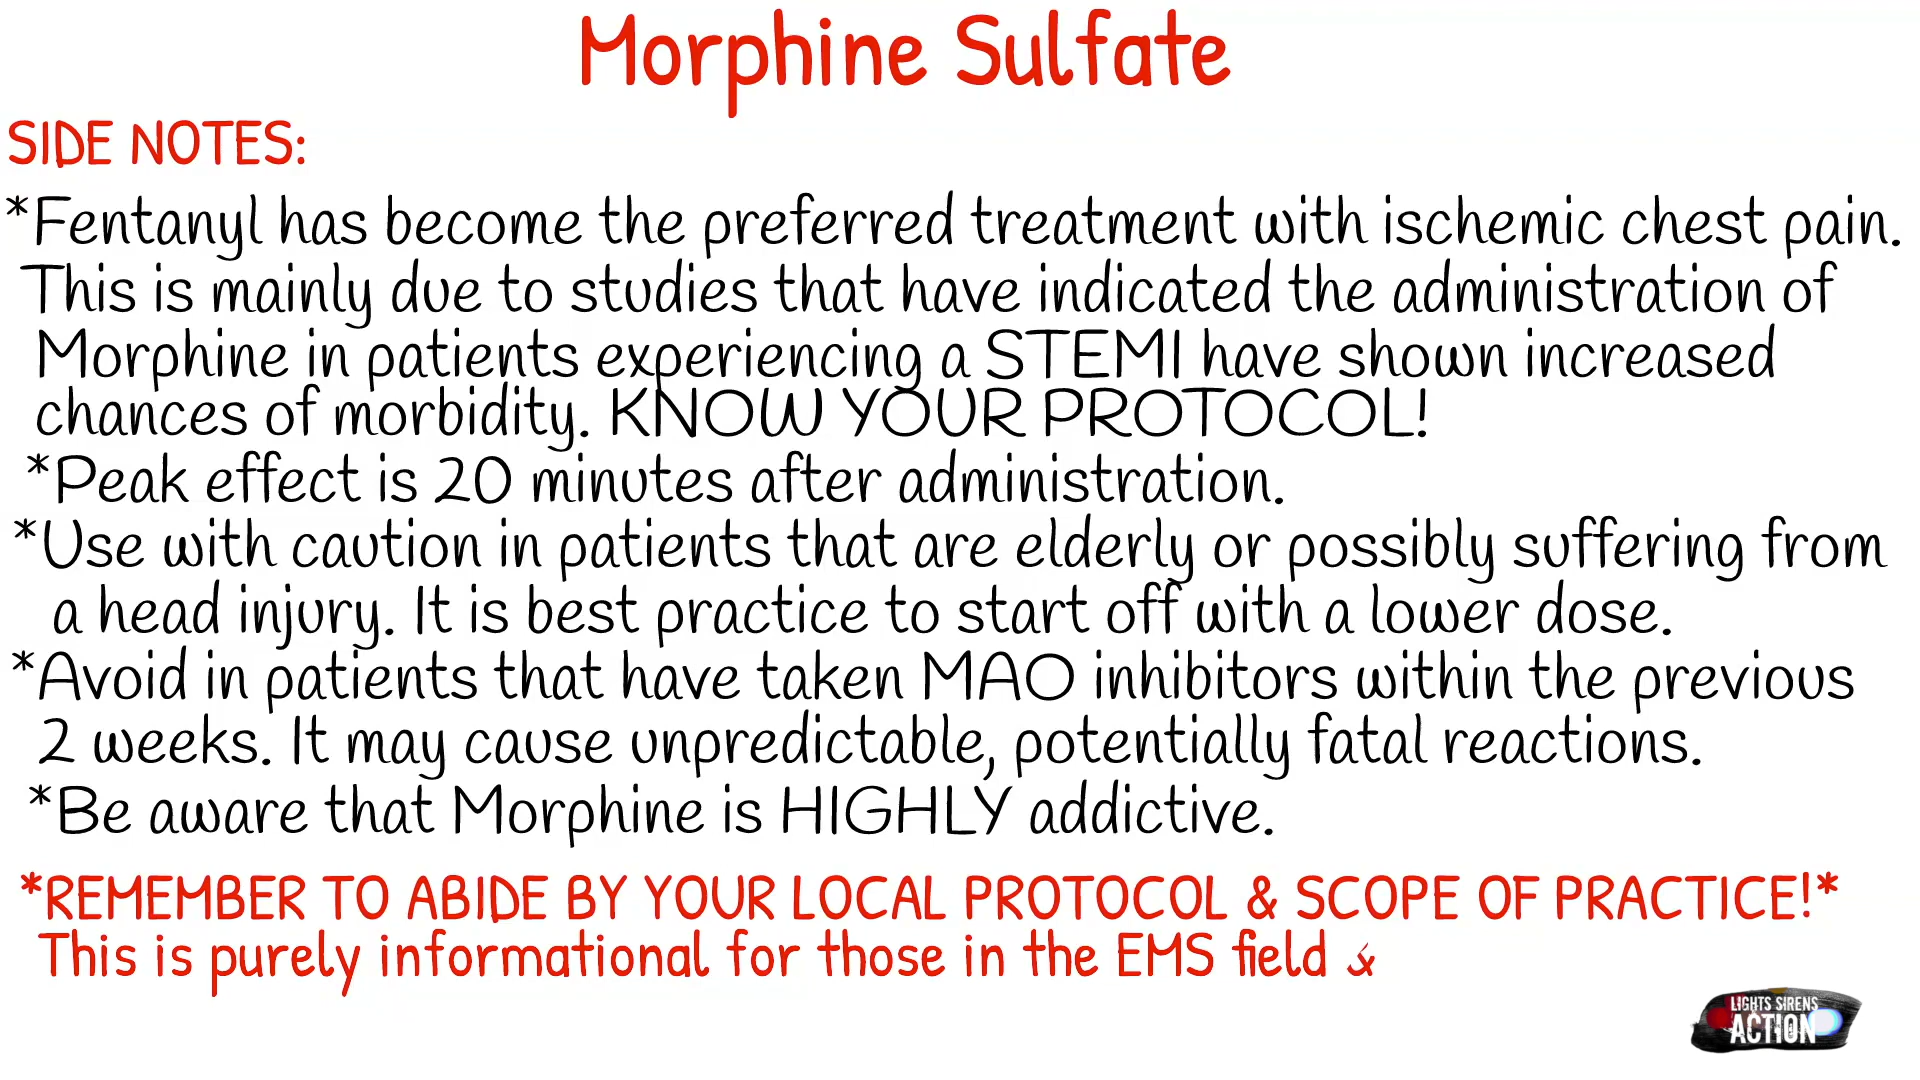 Morphine Sulfate
SIDE NOTES:
*Fentanyl has become the preferred treatment with ischemic chest pain.
This is mainly due to studies that have indicated the administration of
Morphine in patients experiencing a STEMI have shown increased
chances of morbidity. KNOW YOUR PROTOCOL!
*Peak effect is 20 minutes after administration.
*Use with caution in patients that are elderly or possibly suffering from
a head injury. It is best practice to start off with a lower dose.
*Avoid in patients that have taken MAO inhibitors within the previous
2 weeks. It may cause unpredictable, potentially fatal reactions.
*Be aware that Morphine is HIGHLY addictive.
*REMEMBER TO ABIDE BY YOUR LOCAL PROTOCOL & SCOPE OF PRACTICE!*
This is purely informational for those in the EMS field
LIGHTS SIRENS
ACTION